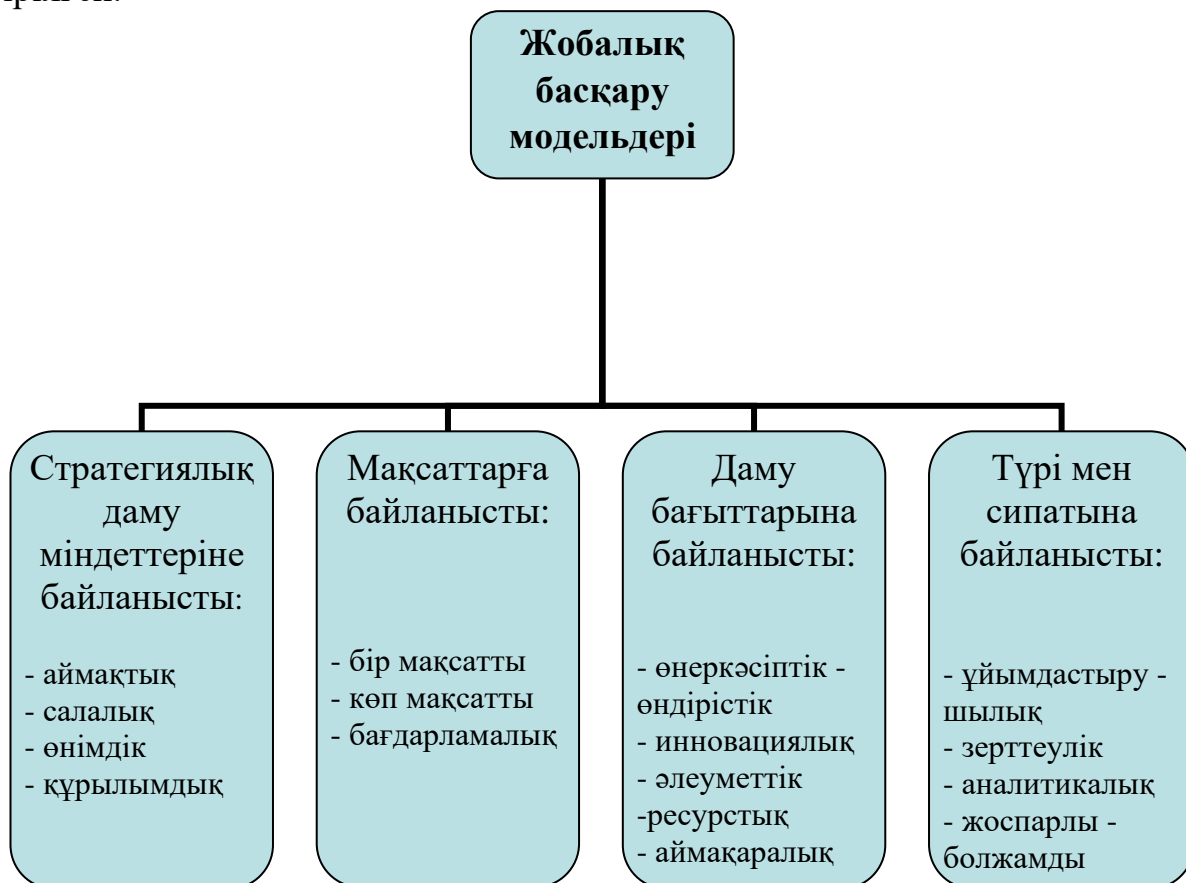 Жобалық
басқару
модельдері
Стратегиялық
даму
міндеттеріне
байланысты:
- аймақтық
- салалық
- өнімдік
- құрылымдық
Мақсаттарға
байланысты:
- бір мақсатты
- көп мақсатты
- бағдарламалық
Даму
бағыттарына
байланысты:
- өнеркәсіптік -
өндірістік
- инновациялық
- әлеуметтік
-ресурстық
- аймақаралық
Түрі мен
сипатына
байланысты:
- ұйымдастыру -
шылық
- зерттеулік
- аналитикалық
- жоспарлы -
болжамды